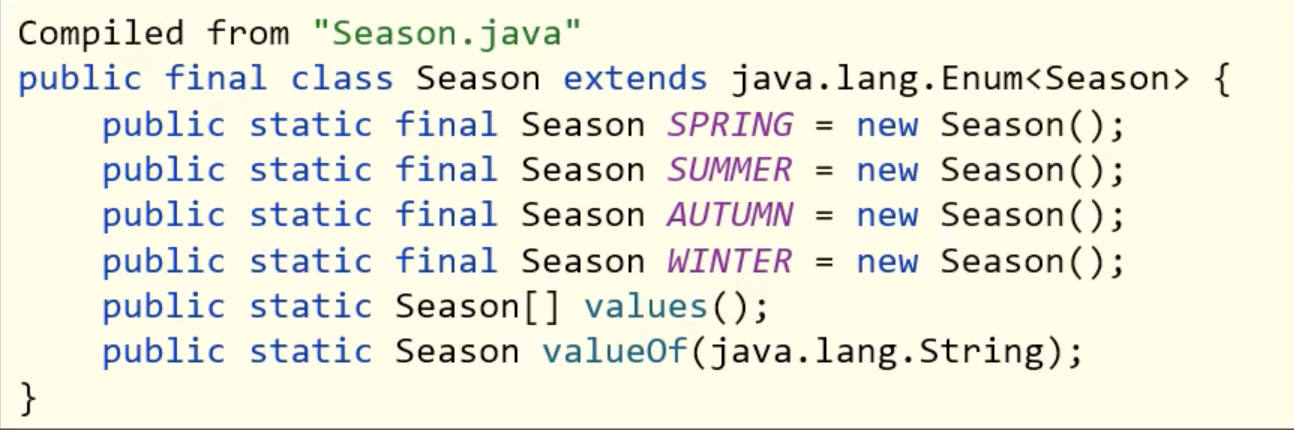 Compiled from "Season.java"
public final class Season extends java.lang.Enum<Season> {
    public static final Season SPRING = new Season();
    public static final Season SUMMER = new Season();
    public static final Season AUTUMN = new Season();
    public static final Season WINTER = new Season();
    public static Season[] values();
    public static Season valueOf(java.lang.String);
}